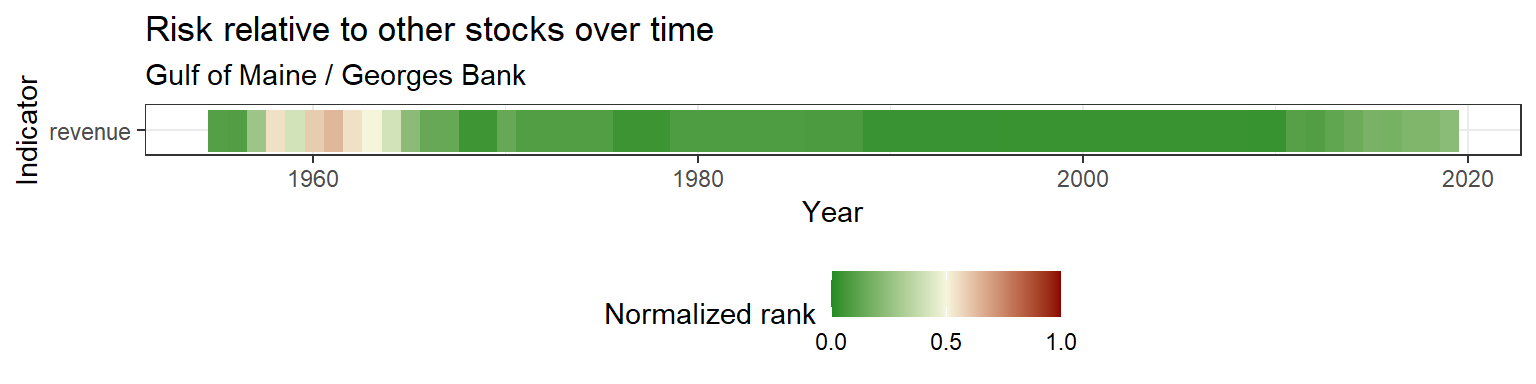 Risk relative to other stocks over time
Gulf of Maine / Georges Bank
Indicator
revenue
1960 1980 2000 2020
Year
Normalized rank
0.0 0.5 1.0